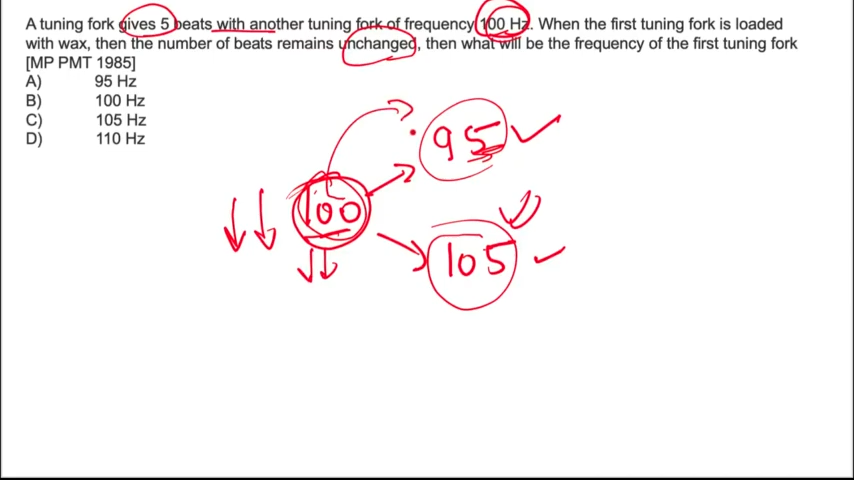 A tuning fork gives 5 beats with another tuning fork of frequency 100 Hz. When the first tuning fork is loaded
with wax, then the number of beats remains unchanged, then what will be the frequency of the first tuning fork
[MP PMT 1985]
A) 95 Hz
B) 100 Hz
C) 105 Hz
D) 110 Hz
95
100
105